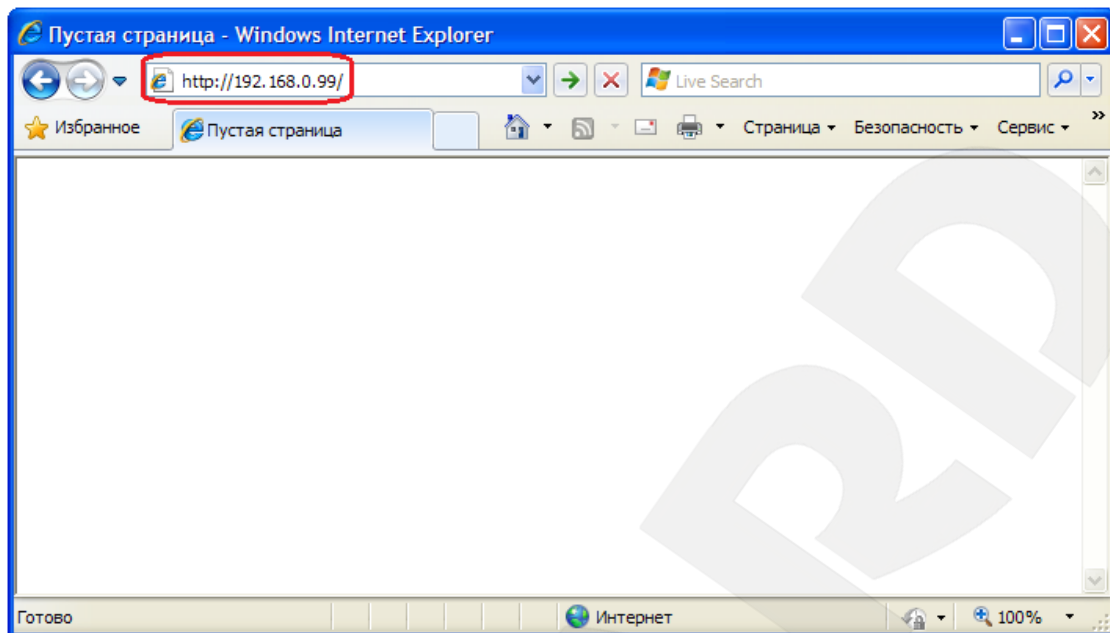 Пустая страница - Windows Internet Explorer
http://192.168.0.99/
Live Search
Избранное
Пустая страница
Страница
Безопасность
Сервис
»
RD
Готово
Интернет
100%